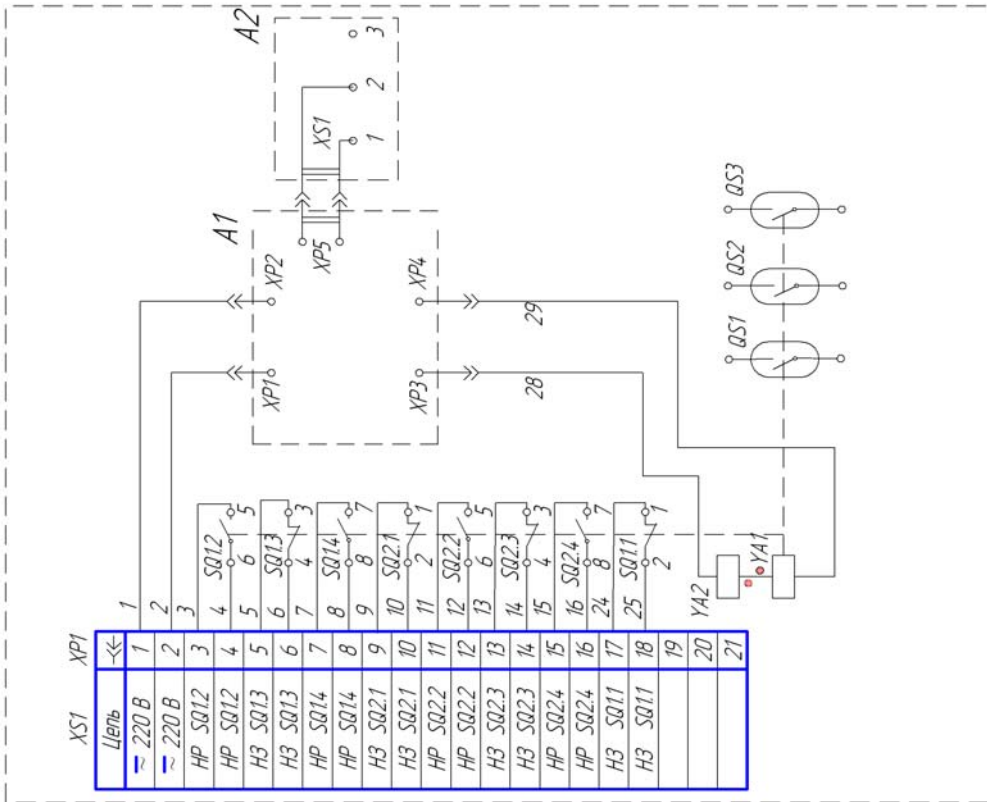 A2
3
2
1
XS1
A1
XP5
XP2
XP4
XP1
XP3
29
28
QS3
QS2
QS1
SQ1.2
5
6
SQ1.3
3
4
SQ1.4
7
8
SQ2.1
1
2
SQ2.2
5
6
SQ2.3
3
4
SQ2.4
7
8
SQ1.1
1
2
YA2
YA1
1
2
3
4
5
6
7
8
9
10
11
12
13
14
15
16
24
25
XS1 XP1
Цепь
≂ 220 В 1
≂ 220 В 2
НР SQ1.2 3
НР SQ1.2 4
НЗ SQ1.3 5
НЗ SQ1.3 6
НР SQ1.4 7
НР SQ1.4 8
НЗ SQ2.1 9
НЗ SQ2.1 10
НР SQ2.2 11
НР SQ2.2 12
НЗ SQ2.3 13
НЗ SQ2.3 14
НР SQ2.4 15
НР SQ2.4 16
НЗ SQ1.1 17
НЗ SQ1.1 18
19
20
21